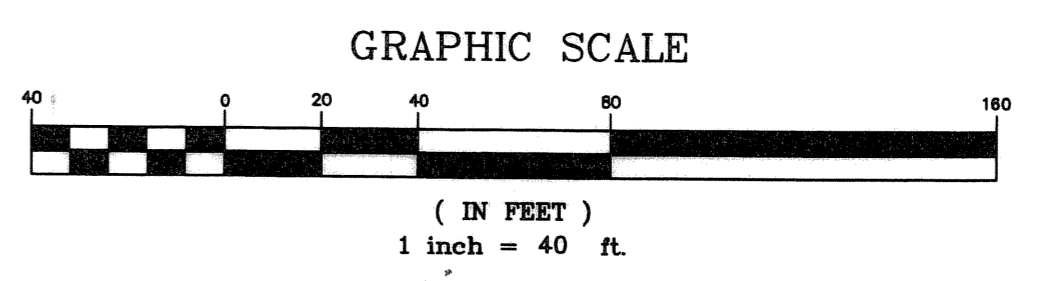 GRAPHIC SCALE
40 0 20 40 80 160
( IN FEET )
1 inch = 40 ft.